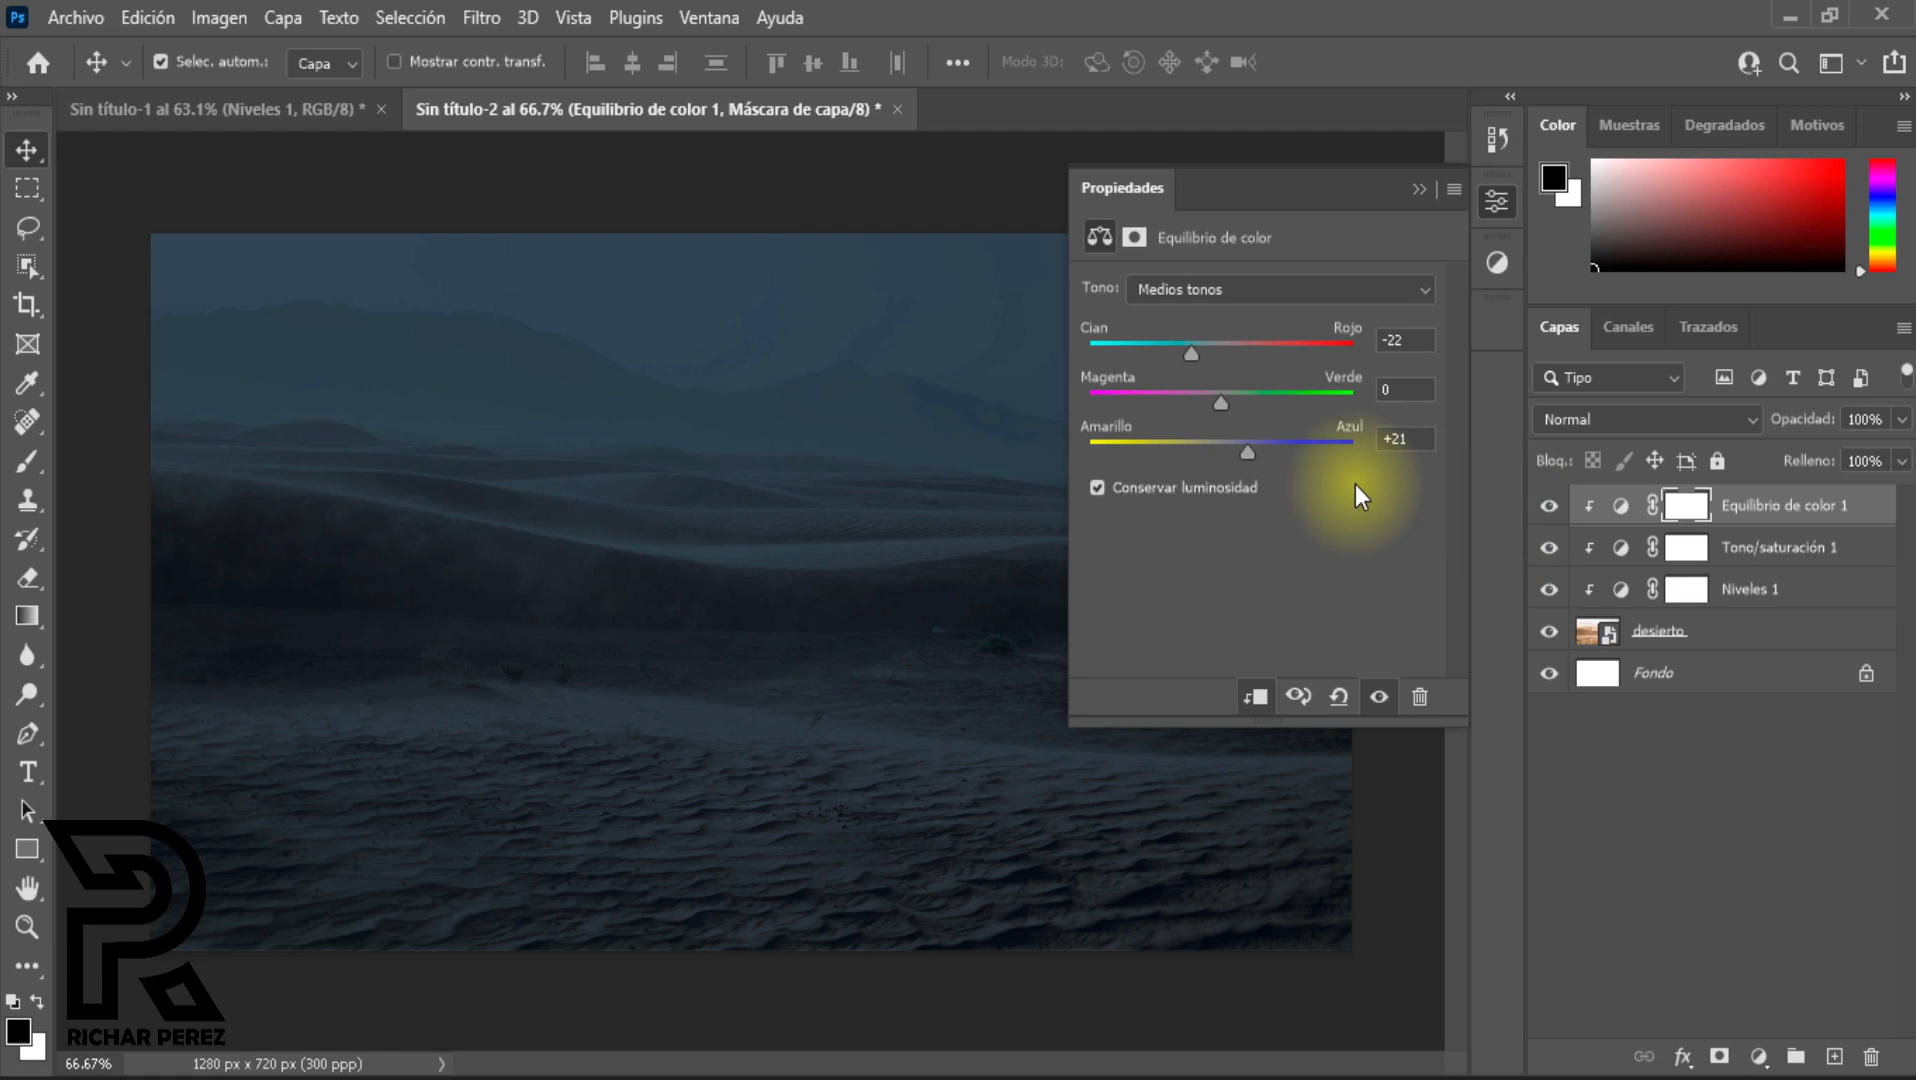 Ps Archivo Edición Imagen Capa Texto Selección Filtro 3D Vista Plugins Ventana Ayuda
Selec. autom.: Capa Mostrar contr. transf. Modo 3D:
Sin título-1 al 63.1% (Niveles 1, RGB/8) * Sin título-2 al 66.7% (Equilibrio de color 1, Máscara de capa/8) *
Color Muestras Degradados Motivos
Propiedades
Equilibrio de color
Tono: Medios tonos
Cian Rojo -22
Magenta Verde 0
Amarillo Azul +21
Conservar luminosidad
Capas Canales Trazados
Tipo
Normal Opacidad: 100%
Bloq.: Relleno: 100%
Equilibrio de color 1
Tono/saturación 1
Niveles 1
desierto
Fondo
fx
RICHAR PEREZ
66.67% 1280 px x 720 px (300 ppp)